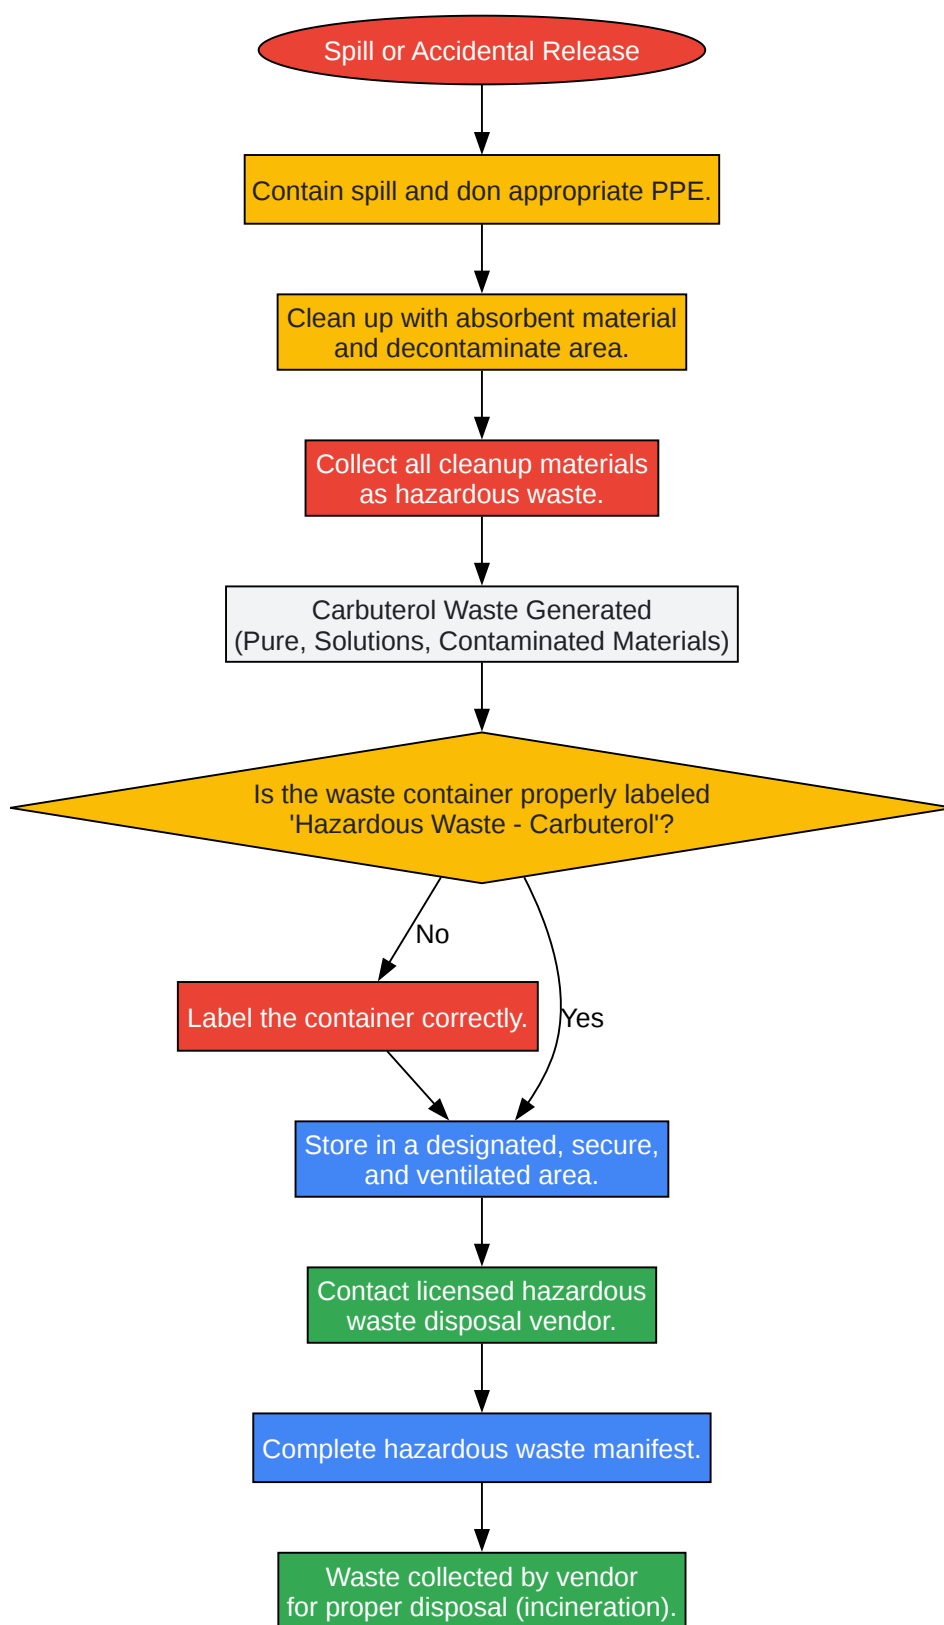 Spill or Accidental Release
Contain spill and don appropriate PPE.
Clean up with absorbent material
and decontaminate area.
Collect all cleanup materials
as hazardous waste.
Carbuterol Waste Generated
(Pure, Solutions, Contaminated Materials)
Is the waste container properly labeled
'Hazardous Waste - Carbuterol'?
No
Label the container correctly.
Yes
Store in a designated, secure,
and ventilated area.
Contact licensed hazardous
waste disposal vendor.
Complete hazardous waste manifest.
Waste collected by vendor
for proper disposal (incineration).